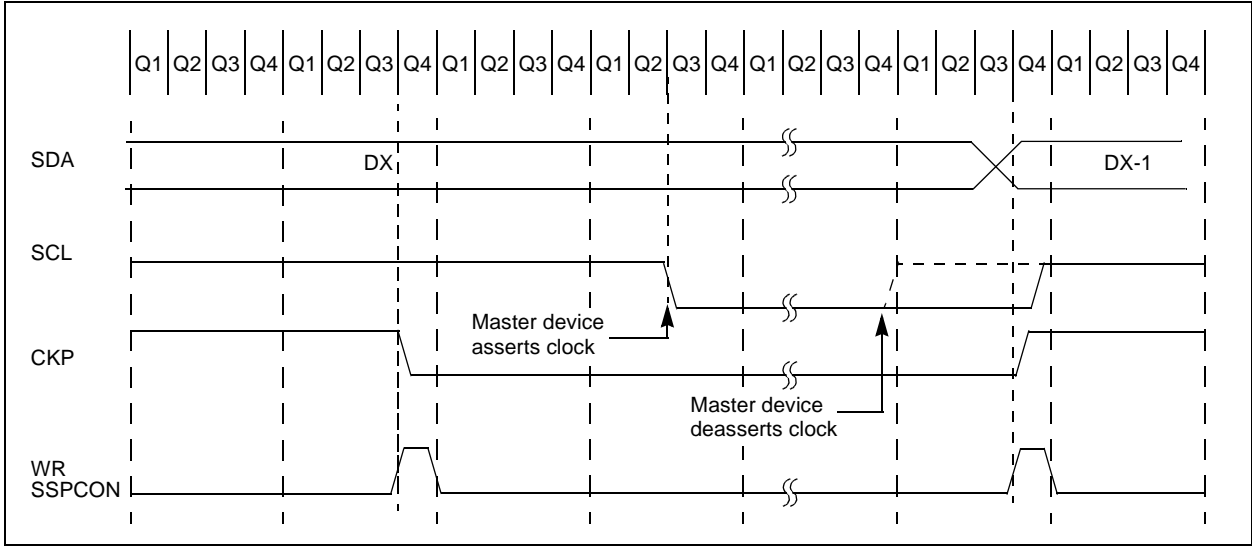 Q1 Q2 Q3 Q4 Q1 Q2 Q3 Q4 Q1 Q2 Q3 Q4 Q1 Q2 Q3 Q4 Q1 Q2 Q3 Q4 Q1 Q2 Q3 Q4 Q1 Q2 Q3 Q4
SDA
DX
DX-1
SCL
Master device
asserts clock
CKP
Master device
deasserts clock
WR
SSPCON